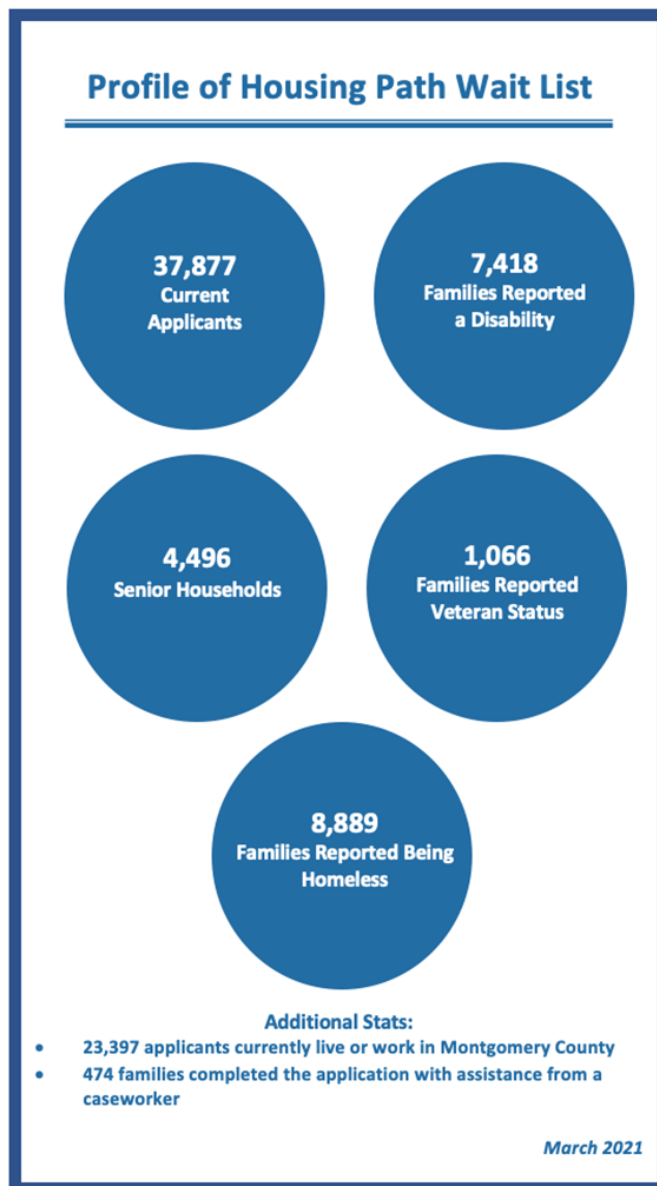 Profile of Housing Path Wait List
37,877
Current
Applicants
7,418
Families Reported
a Disability
4,496
Senior Households
1,066
Families Reported
Veteran Status
8,889
Families Reported Being
Homeless
Additional Stats:
• 23,397 applicants currently live or work in Montgomery County
• 474 families completed the application with assistance from a
caseworker
March 2021